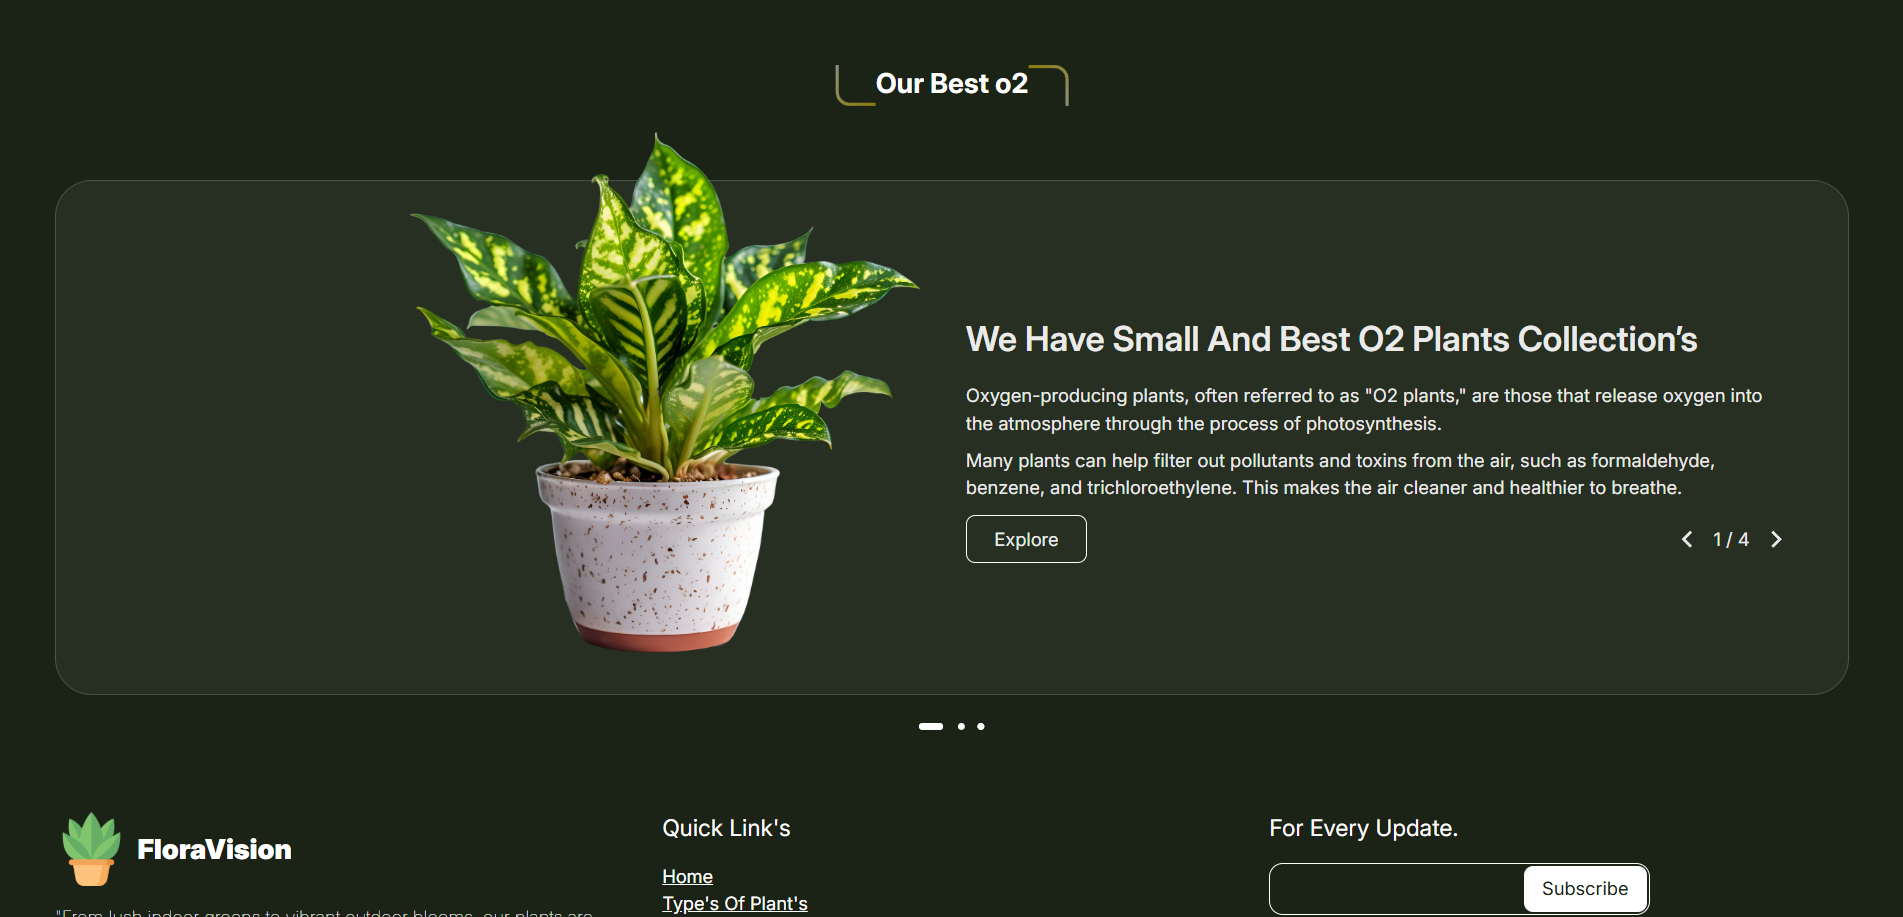 Our Best o2
We Have Small And Best O2 Plants Collection’s
Oxygen-producing plants, often referred to as "O2 plants," are those that release oxygen into
the atmosphere through the process of photosynthesis.
Many plants can help filter out pollutants and toxins from the air, such as formaldehyde,
benzene, and trichloroethylene. This makes the air cleaner and healthier to breathe.
Explore
1 / 4
FloraVision
"From lush indoor greens to vibrant outdoor blooms, our plants are
Quick Link's
Home
Type's Of Plant's
For Every Update.
Subscribe